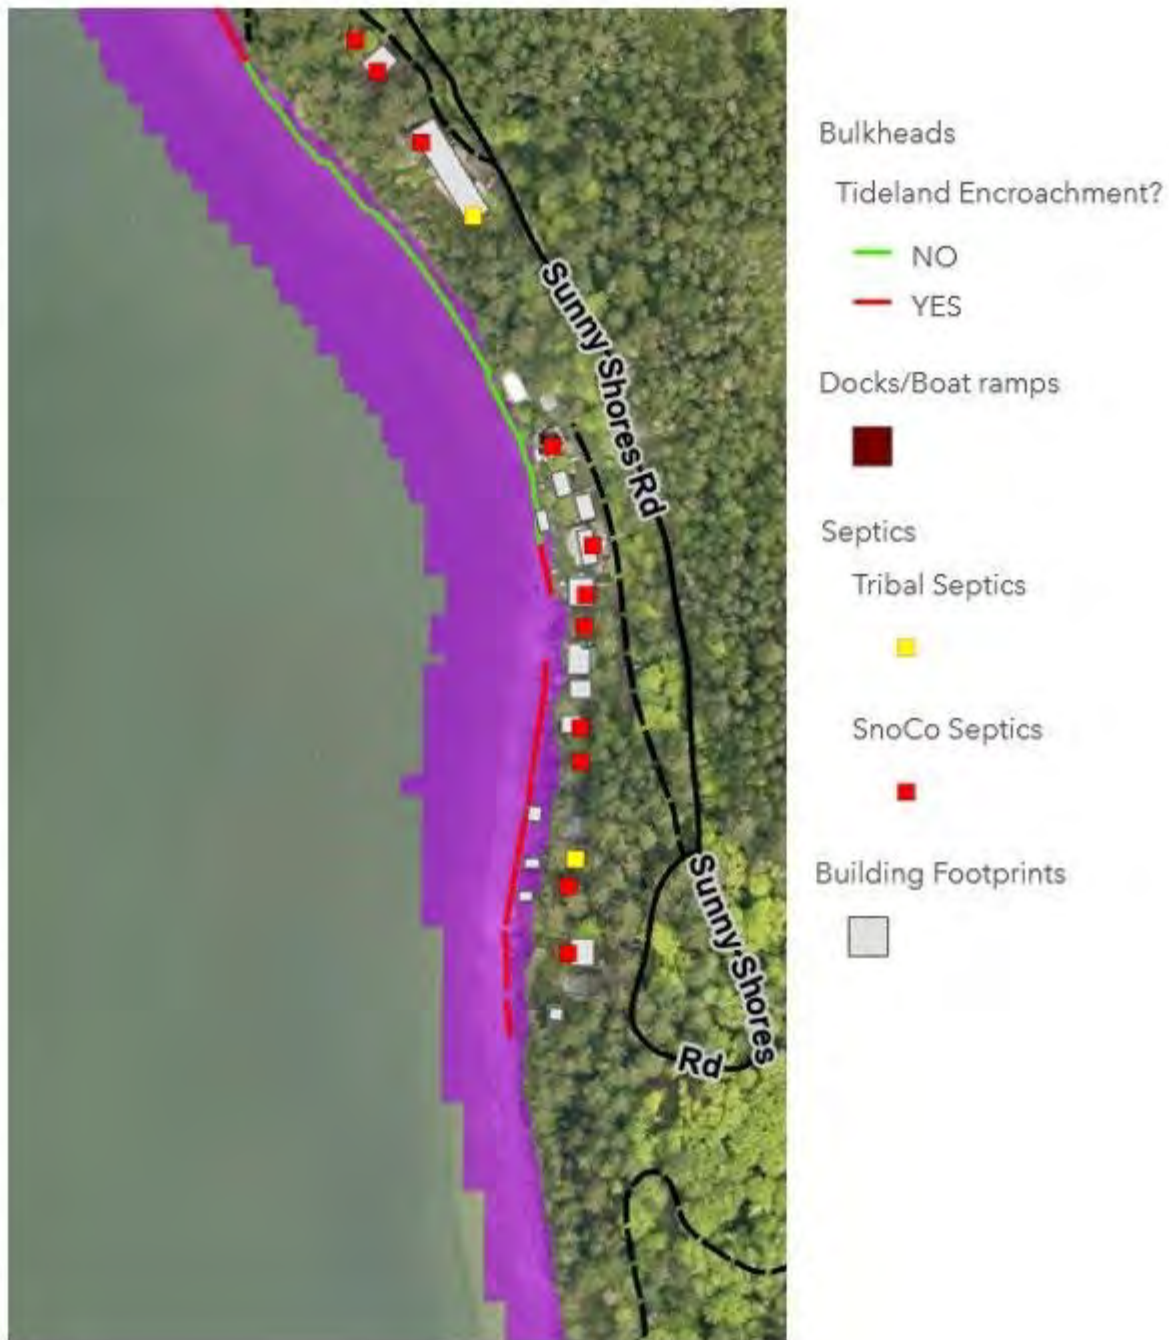 Bulkheads
Tideland Encroachment?
NO
YES
Docks/Boat ramps
Septics
Tribal Septics
SnoCo Septics
Building Footprints
Sunny Shores Rd
Sunny Shores
Rd